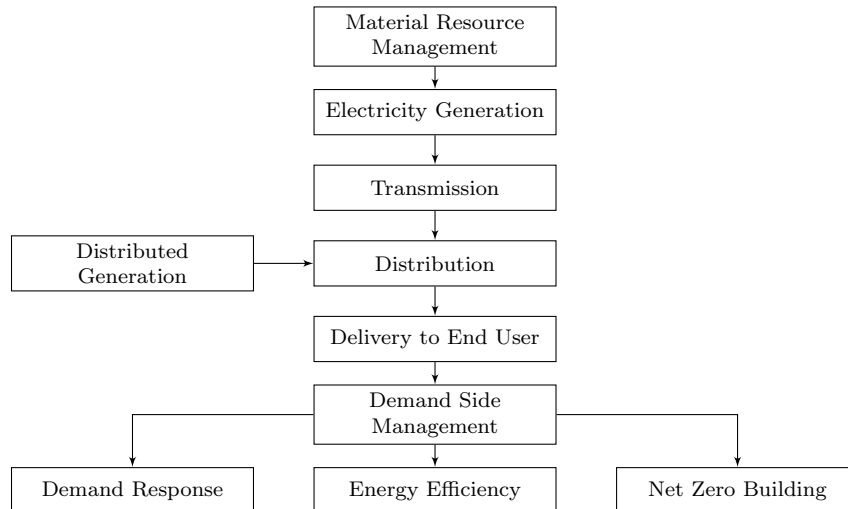 Material Resource
Management
Electricity Generation
Transmission
Distributed
Generation
Distribution
Delivery to End User
Demand Side
Management
Demand Response
Energy Efficiency
Net Zero Building